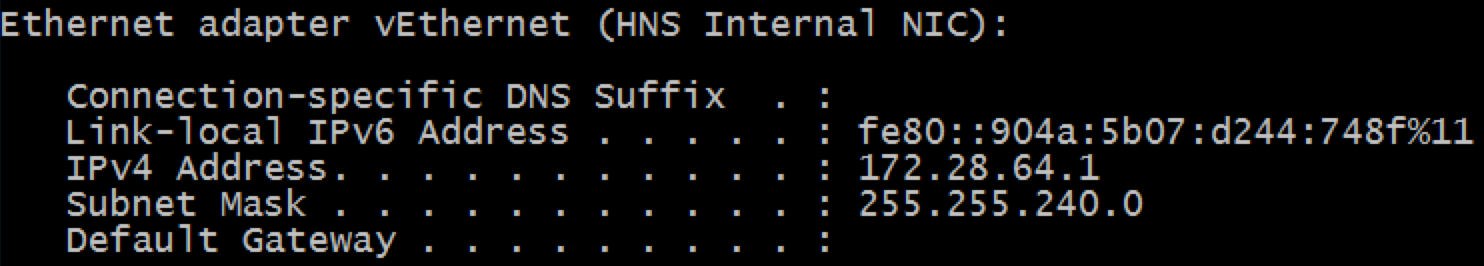 Ethernet adapter vEthernet (HNS Internal NIC):
Connection-specific DNS Suffix  . :
Link-local IPv6 Address . . . . . : fe80::904a:5b07:d244:748f%11
IPv4 Address. . . . . . . . . . . : 172.28.64.1
Subnet Mask . . . . . . . . . . . : 255.255.240.0
Default Gateway . . . . . . . . . :